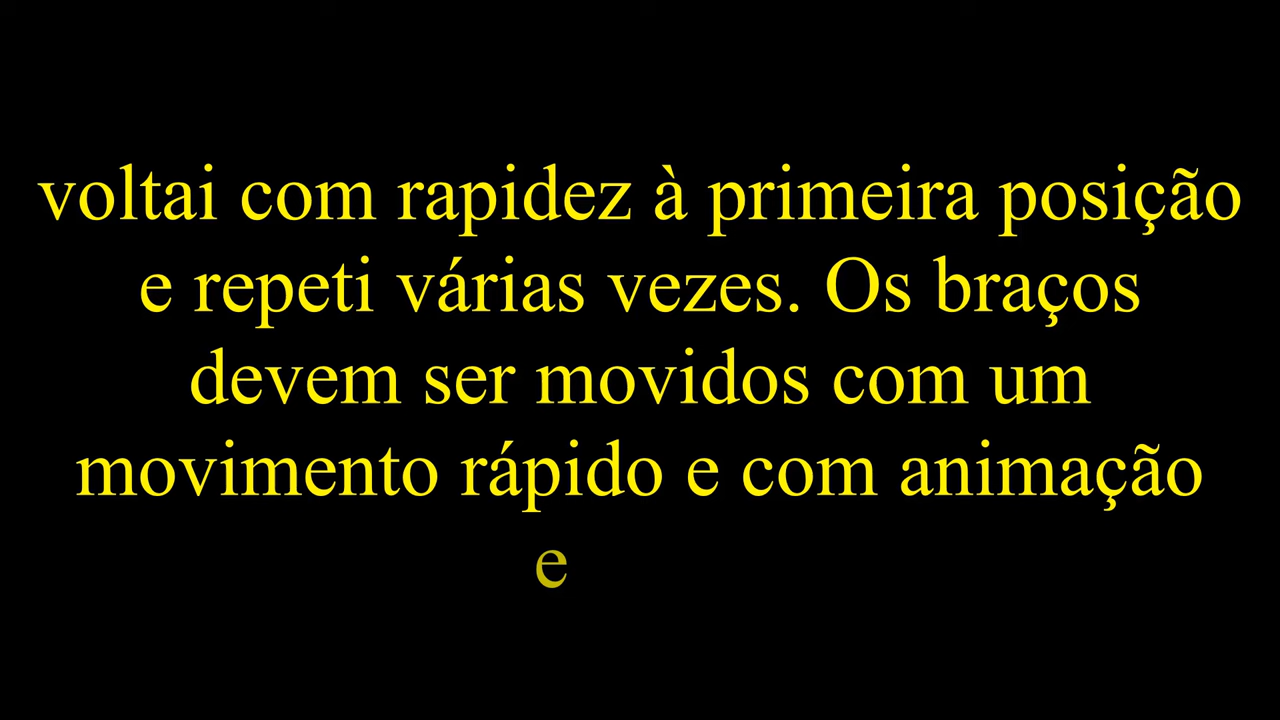 voltai com rapidez à primeira posição
e repeti várias vezes. Os braços
devem ser movidos com um
movimento rápido e com animação
e